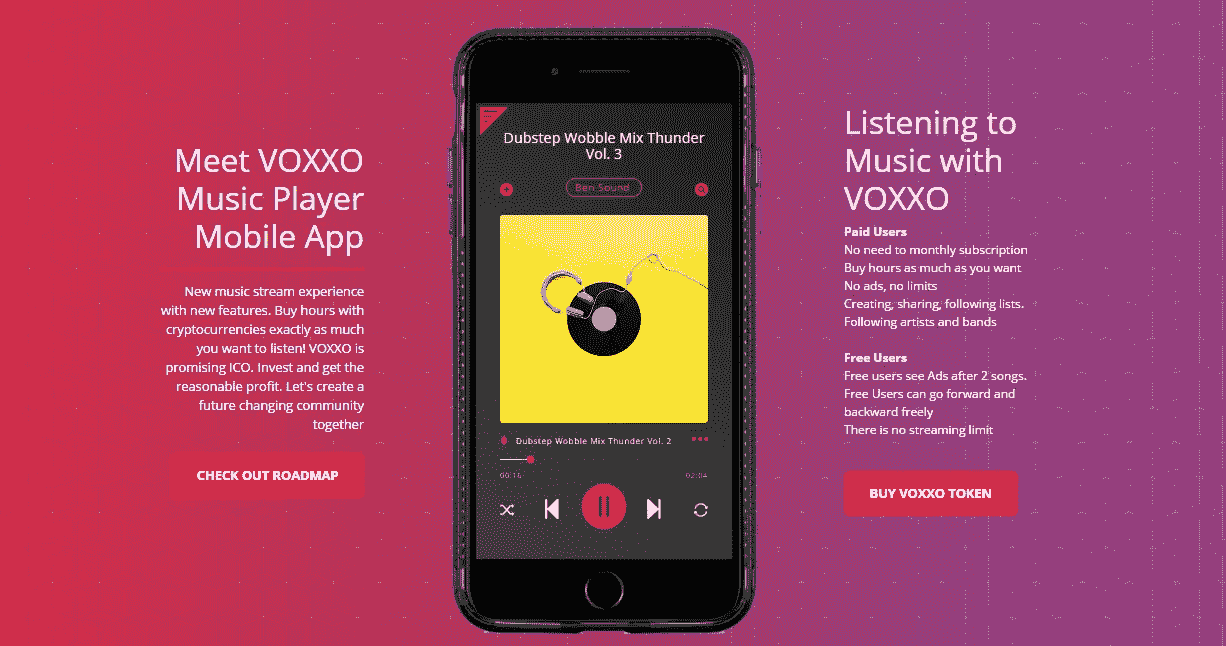 Meet VOXXO
Music Player
Mobile App
New music stream experience
with new features. Buy hours with
cryptocurrencies exactly as much
you want to listen! VOXXO is
promising ICO. Invest and get the
reasonable profit. Let's create a
future changing community
together
CHECK OUT ROADMAP
Dubstep Wobble Mix Thunder
Vol. 3
Ben Sound
Dubstep Wobble Mix Thunder Vol. 2
00:16
02:04
Listening to
Music with
VOXXO
Paid Users
No need to monthly subscription
Buy hours as much as you want
No ads, no limits
Creating, sharing, following lists.
Following artists and bands
Free Users
Free users see Ads after 2 songs.
Free Users can go forward and
backward freely
There is no streaming limit
BUY VOXXO TOKEN